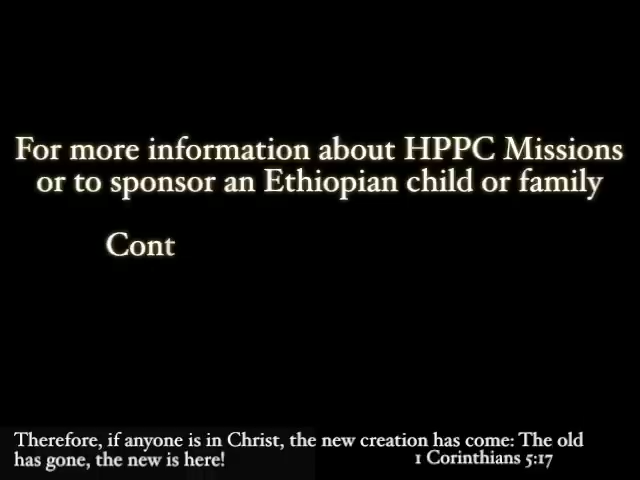 For more information about HPPC Missions
or to sponsor an Ethiopian child or family
Cont
Therefore, if anyone is in Christ, the new creation has come: The old
has gone, the new is here! 1 Corinthians 5:17